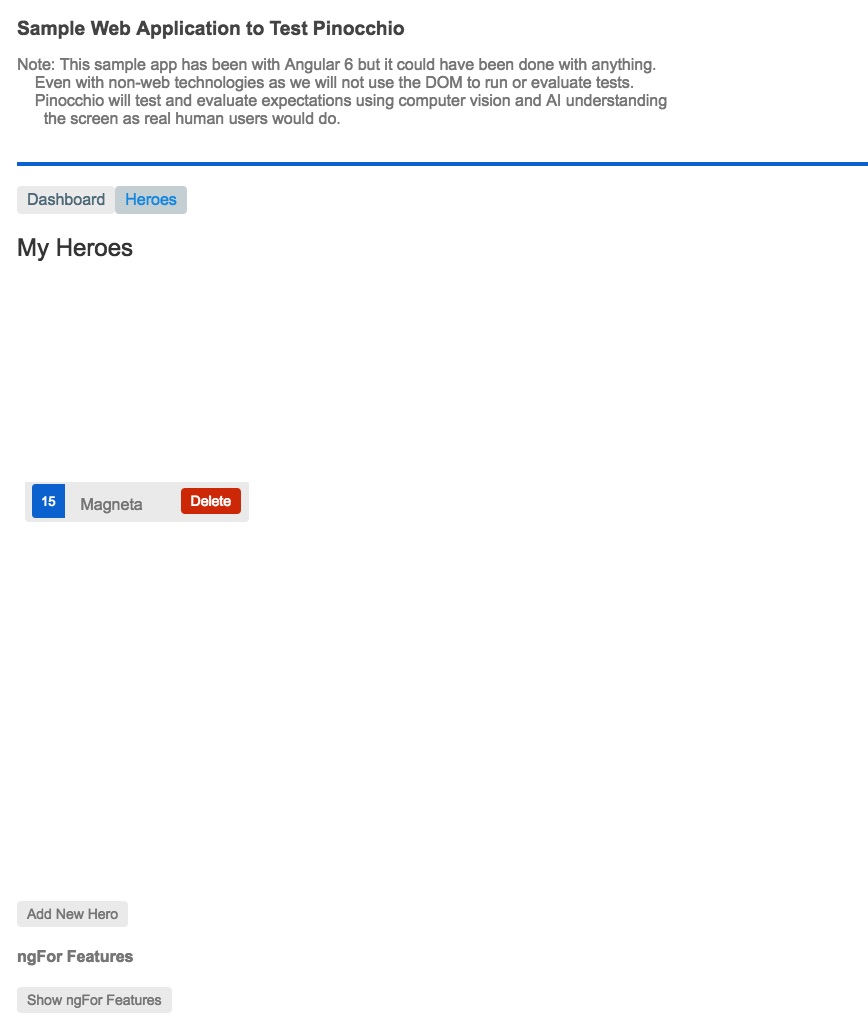 Sample Web Application to Test Pinocchio
Note: This sample app has been with Angular 6 but it could have been done with anything.
Even with non-web technologies as we will not use the DOM to run or evaluate tests.
Pinocchio will test and evaluate expectations using computer vision and AI understanding
the screen as real human users would do.
Dashboard Heroes
My Heroes
15 Magneta Delete
Add New Hero
ngFor Features
Show ngFor Features